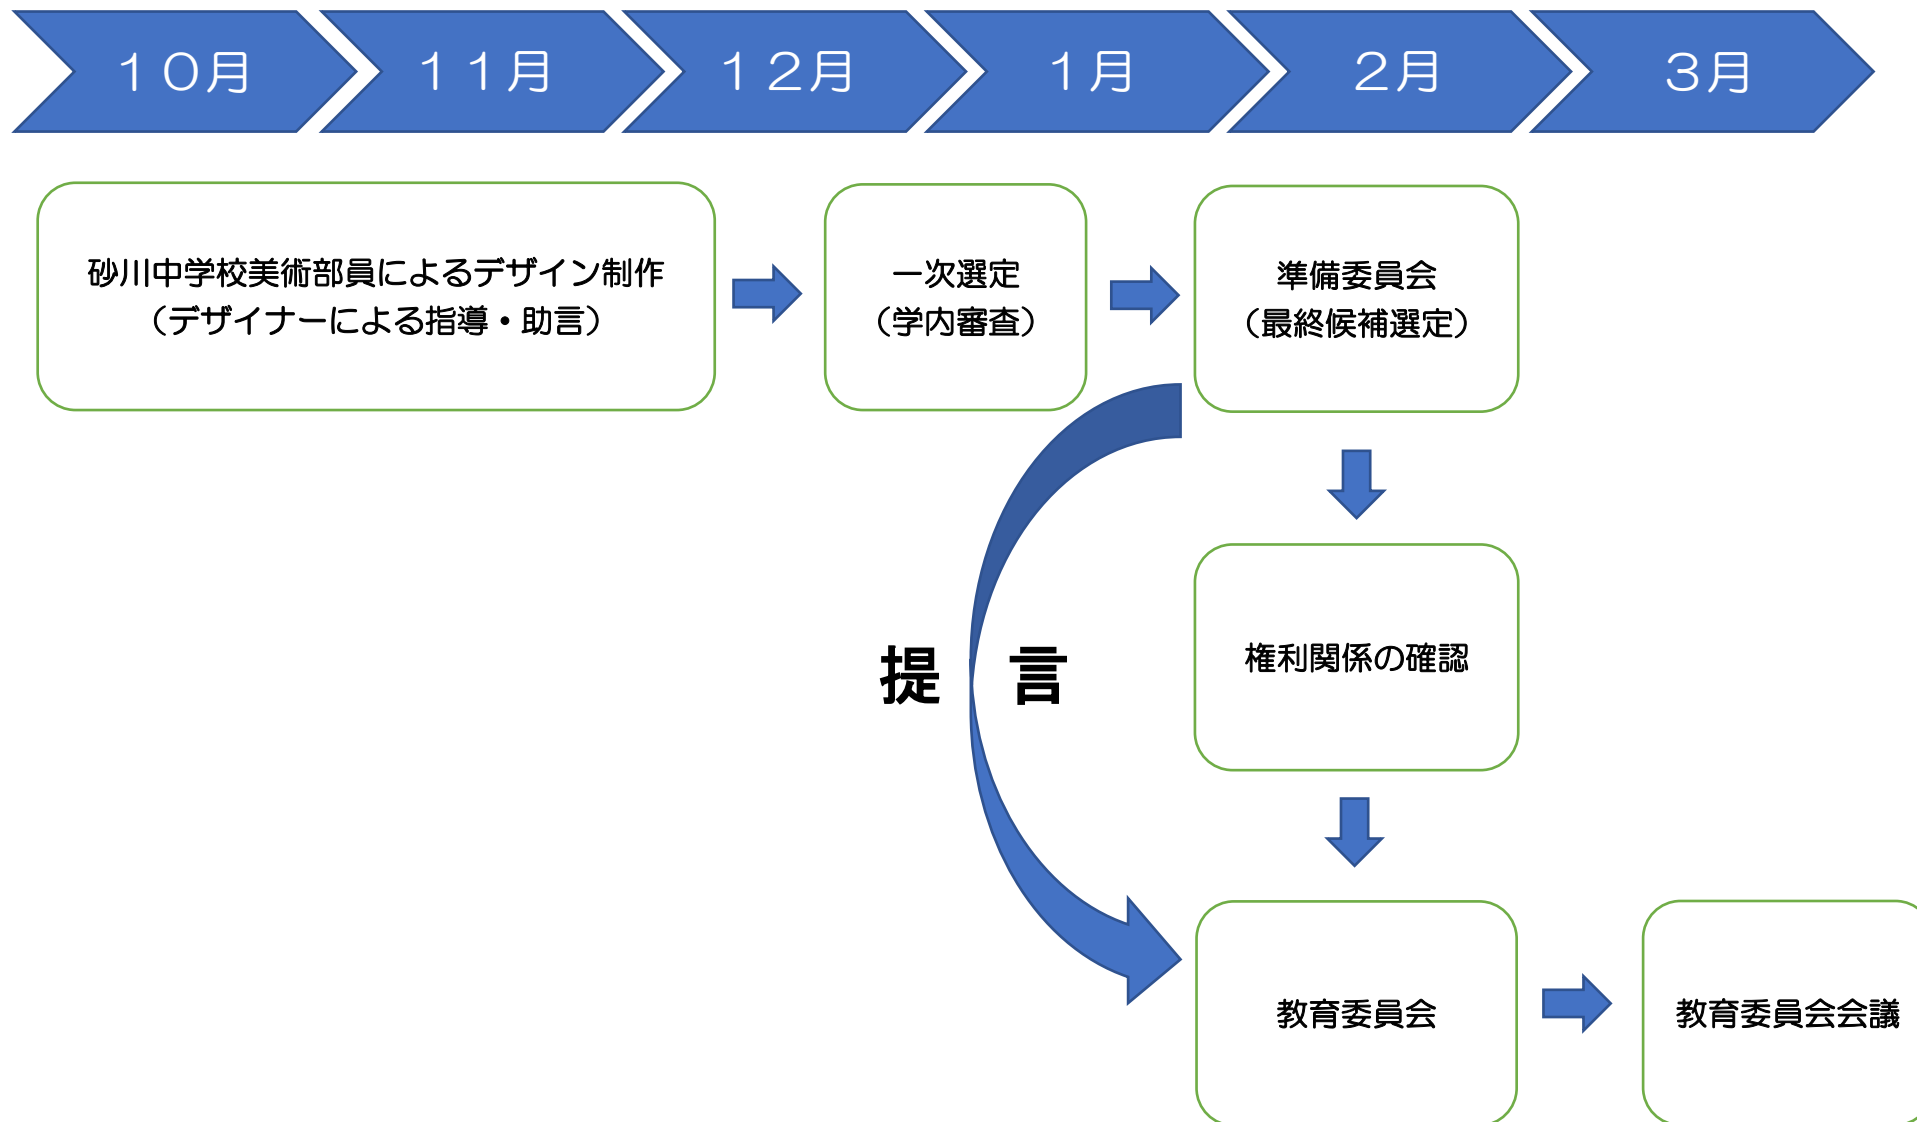 １０月
１１月
１２月
１月
２月
３月
砂川中学校美術部員によるデザイン制作
（デザイナーによる指導・助言）
一次選定
（学内審査）
準備委員会
（最終候補選定）
権利関係の確認
提　言
教育委員会
教育委員会会議